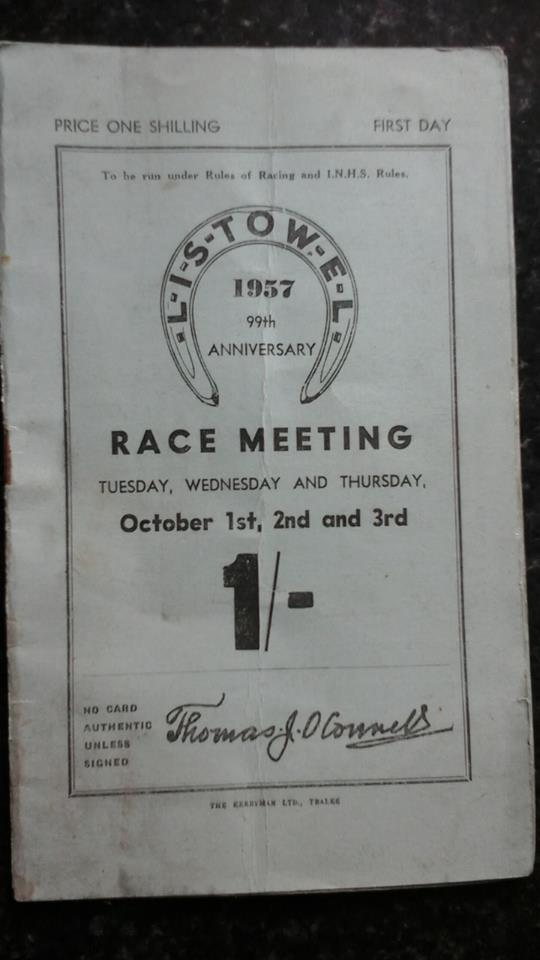 PRICE ONE SHILLING FIRST DAY
To be run under Rules of Racing and I.N.H.S. Rules.
-L-I-S-T-O-W-E-L-
1957
99th
ANNIVERSARY
RACE MEETING
TUESDAY, WEDNESDAY AND THURSDAY,
October 1st, 2nd and 3rd
1/-
NO CARD
AUTHENTIC
UNLESS
SIGNED
Thomas J. O Connell
THE KERRYMAN LTD., TRALEE